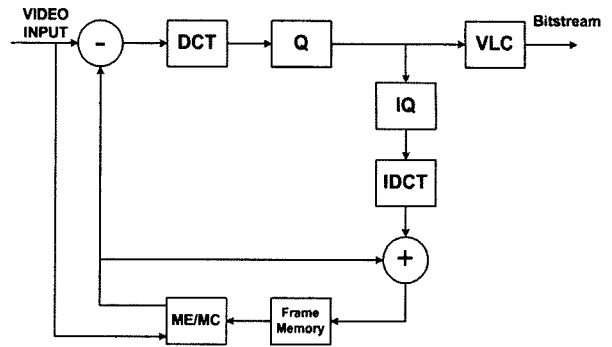 VIDEO
INPUT
-
DCT
Q
VLC
Bitstream
IQ
IDCT
+
ME/MC
Frame
Memory